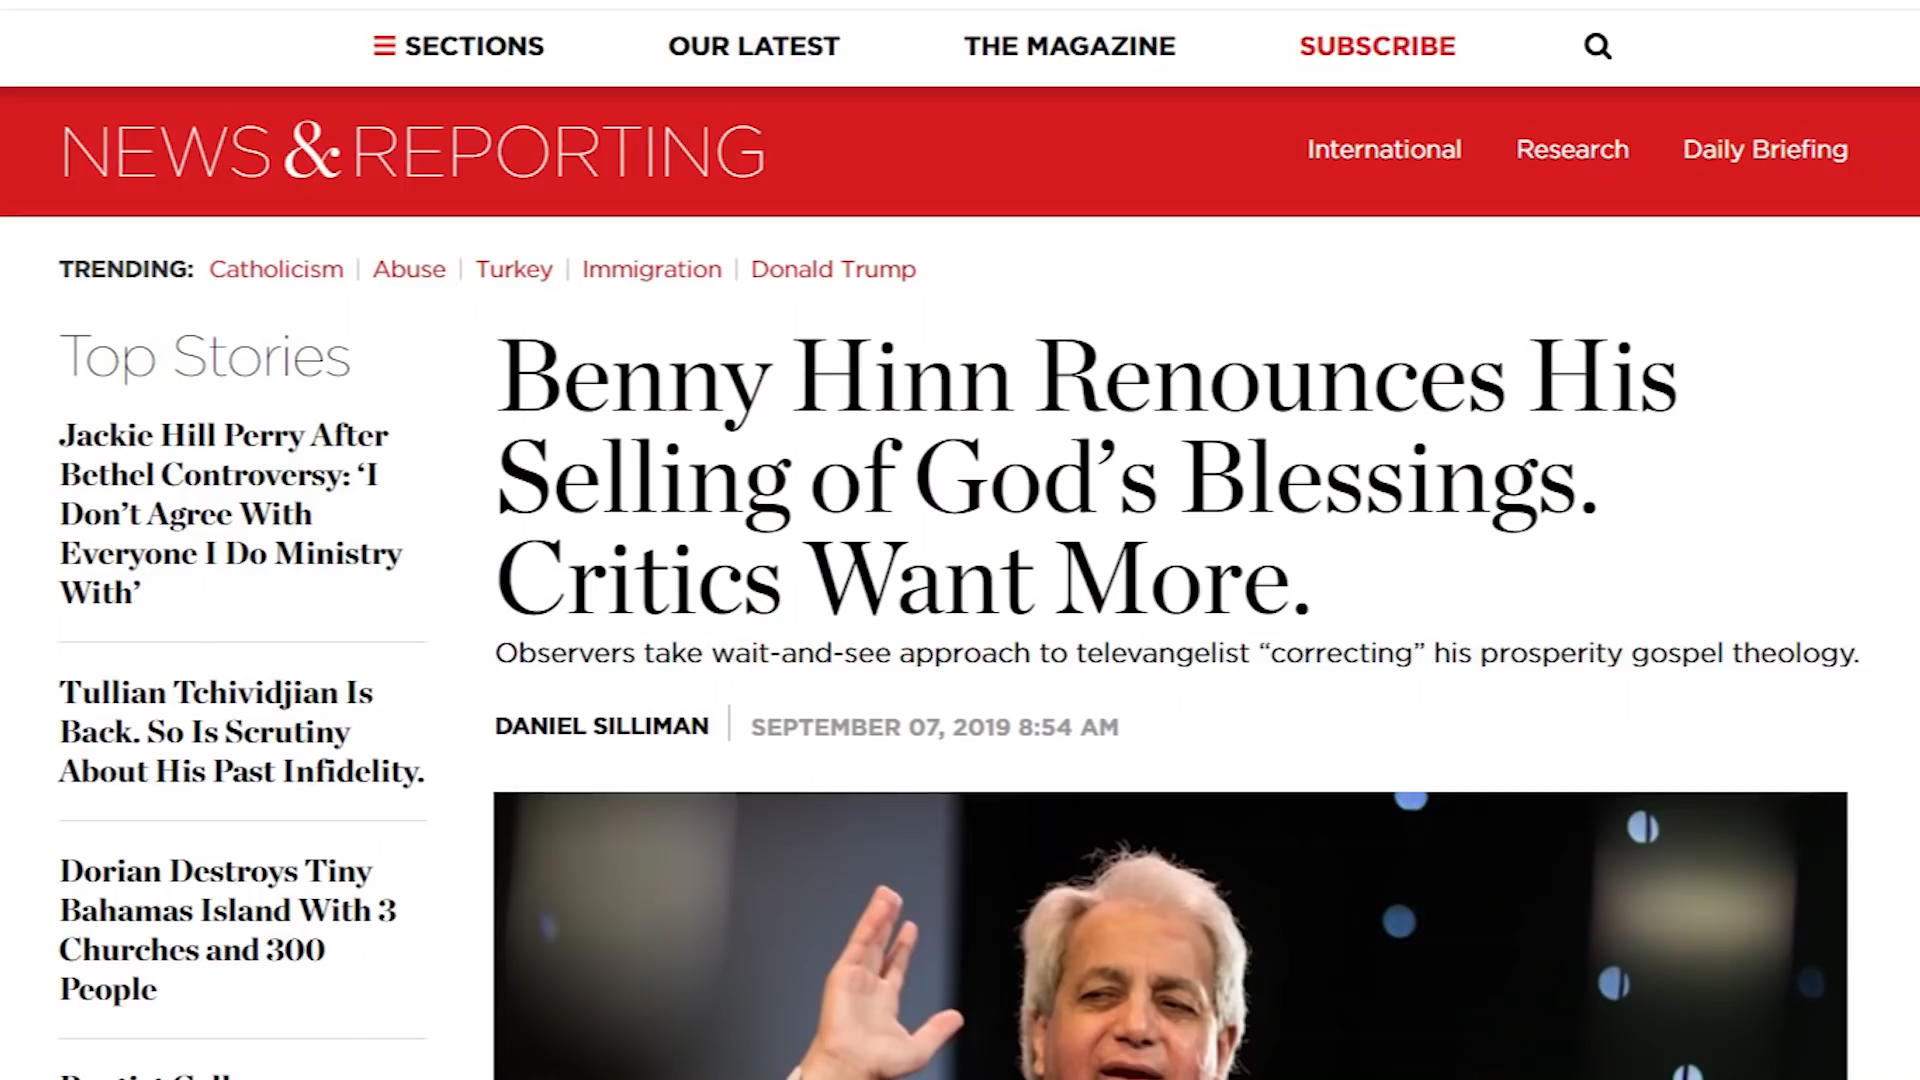 SECTIONS
OUR LATEST
THE MAGAZINE
SUBSCRIBE
NEWS & REPORTING
International
Research
Daily Briefing
TRENDING: Catholicism | Abuse | Turkey | Immigration | Donald Trump
Top Stories
Jackie Hill Perry After
Bethel Controversy: ‘I
Don’t Agree With
Everyone I Do Ministry
With’
Tullian Tchividjian Is
Back. So Is Scrutiny
About His Past Infidelity.
Dorian Destroys Tiny
Bahamas Island With 3
Churches and 300
People
Benny Hinn Renounces His
Selling of God’s Blessings.
Critics Want More.
Observers take wait-and-see approach to televangelist “correcting” his prosperity gospel theology.
DANIEL SILLIMAN | SEPTEMBER 07, 2019 8:54 AM